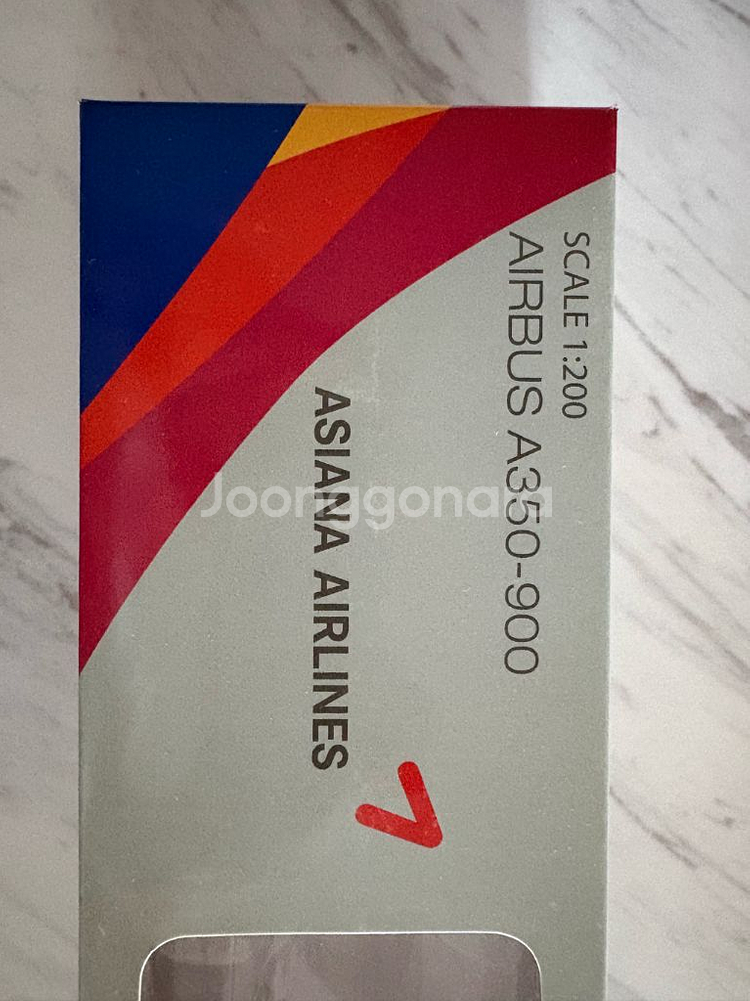 SCALE 1:200
AIRBUS A350-900
ASIANA AIRLINES
Joonggonara